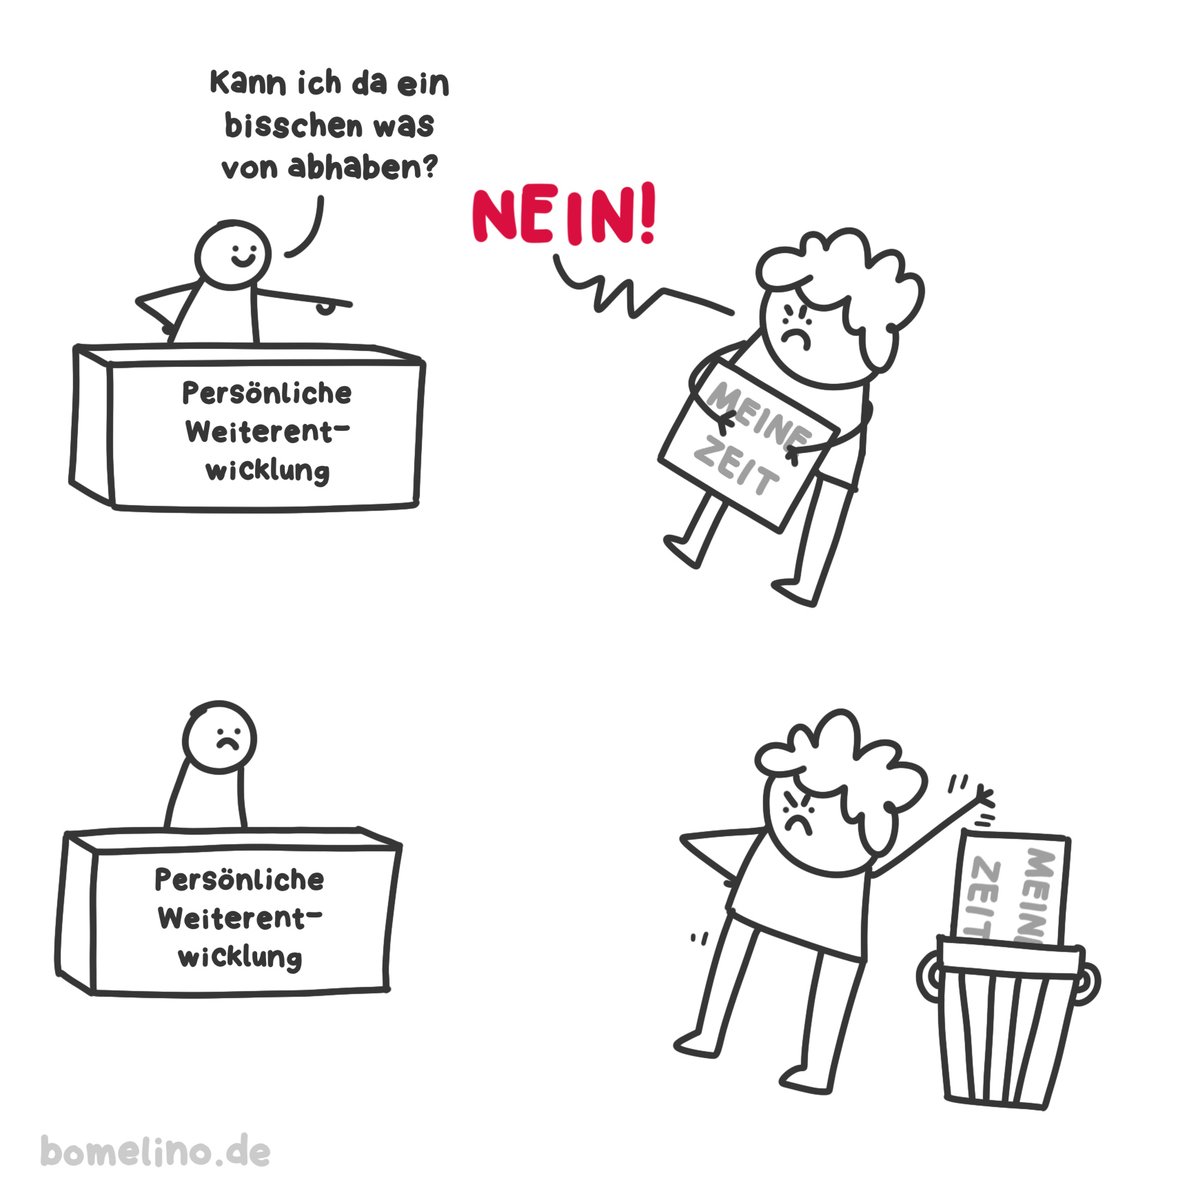 Kann ich da ein
bisschen was
von abhaben?
NEIN!
Persönliche
Weiterent-
wicklung
MEINE
ZEIT
Persönliche
Weiterent-
wicklung
MEINE
ZEIT
bomelino.de